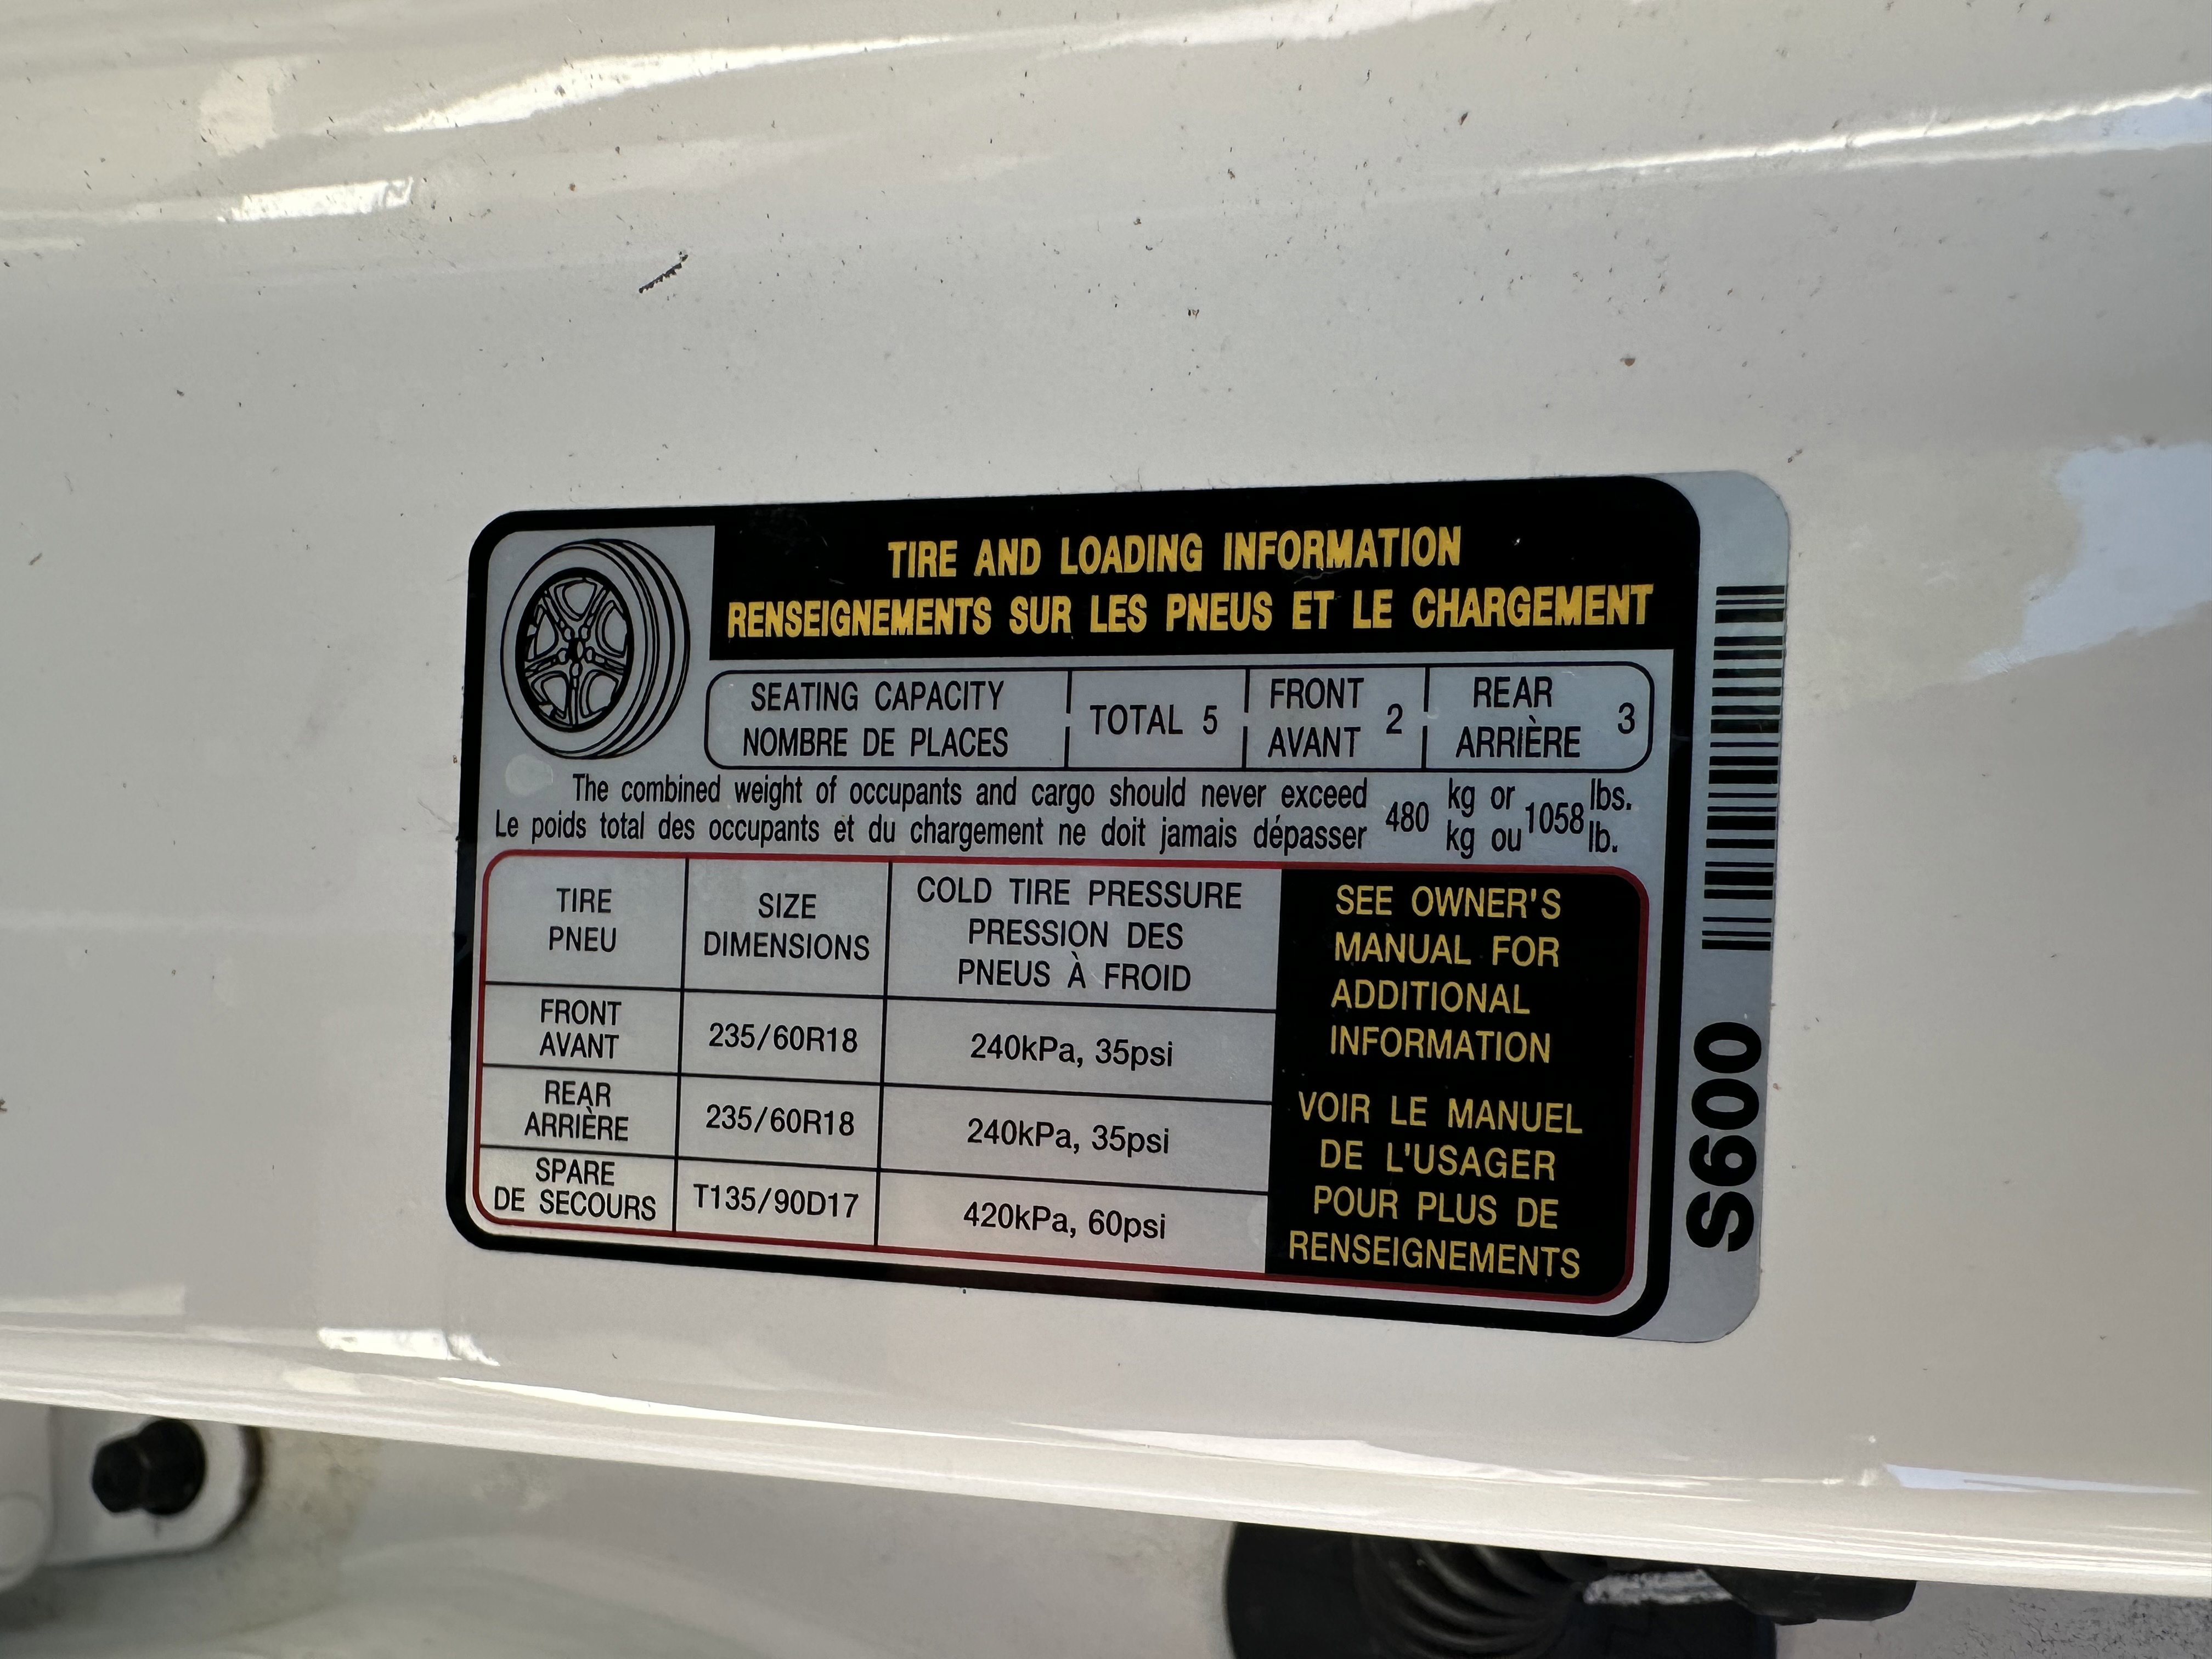 TIRE AND LOADING INFORMATION
RENSEIGNEMENTS SUR LES PNEUS ET LE CHARGEMENT
SEATING CAPACITY
NOMBRE DE PLACES
TOTAL 5
FRONT
AVANT
2
REAR
ARRIÈRE
3
The combined weight of occupants and cargo should never exceed
Le poids total des occupants et du chargement ne doit jamais dépasser
480
kg or
kg ou
1058
lbs.
lb.
TIRE
PNEU
SIZE
DIMENSIONS
COLD TIRE PRESSURE
PRESSION DES
PNEUS À FROID
FRONT
AVANT
235/60R18
240kPa, 35psi
REAR
ARRIÈRE
235/60R18
240kPa, 35psi
SPARE
DE SECOURS
T135/90D17
420kPa, 60psi
SEE OWNER'S
MANUAL FOR
ADDITIONAL
INFORMATION
VOIR LE MANUEL
DE L'USAGER
POUR PLUS DE
RENSEIGNEMENTS
S600